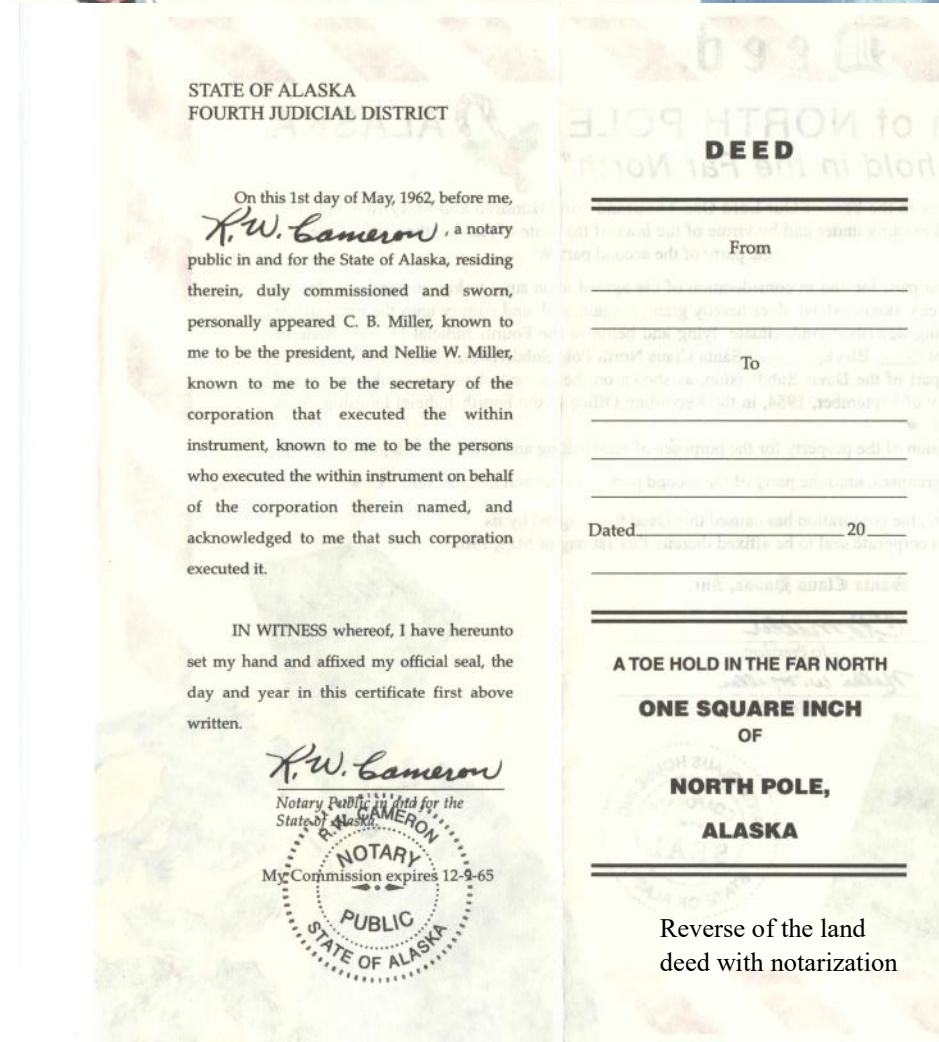 STATE OF ALASKA
FOURTH JUDICIAL DISTRICT
On this 1st day of May, 1962, before me,
R. W. Cameron, a notary
public in and for the State of Alaska, residing
therein, duly commissioned and sworn,
personally appeared C. B. Miller, known to
me to be the president, and Nellie W. Miller,
known to me to be the secretary of the
corporation that executed the within
instrument, known to me to be the persons
who executed the within instrument on behalf
of the corporation therein named, and
acknowledged to me that such corporation
executed it.
IN WITNESS whereof, I have hereunto
set my hand and affixed my official seal, the
day and year in this certificate first above
written.
R. W. Cameron
Notary Public in and for the
State of Alaska.
My Commission expires 12-9-65
R.W. CAMERON
NOTARY
PUBLIC
STATE OF ALASKA
DEED
From
To
Dated 20
A TOE HOLD IN THE FAR NORTH
ONE SQUARE INCH
OF
NORTH POLE,
ALASKA
Reverse of the land
deed with notarization